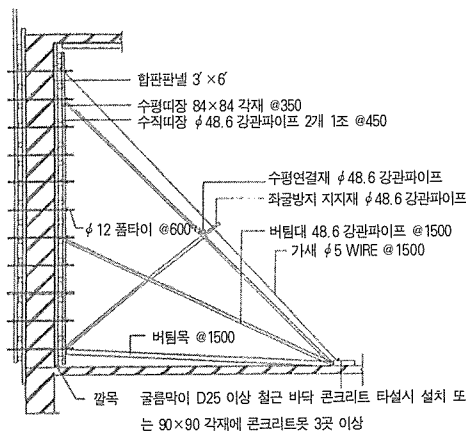 합판판넬 3′×6′
수평띠장 84×84 각재 @350
수직띠장 φ48.6 강관파이프 2개 1조 @450
수평연결재 φ48.6 강관파이프
좌굴방지 지지재 φ48.6 강관파이프
φ12 폼타이 @600
버팀대 48.6 강관파이프 @1500
가새 φ5 WIRE @1500
버팀목 @1500
깔목
구름막이 D25 이상 철근 바닥 콘크리트 타설시 설치 또
는 90×90 각재에 콘크리트못 3곳 이상